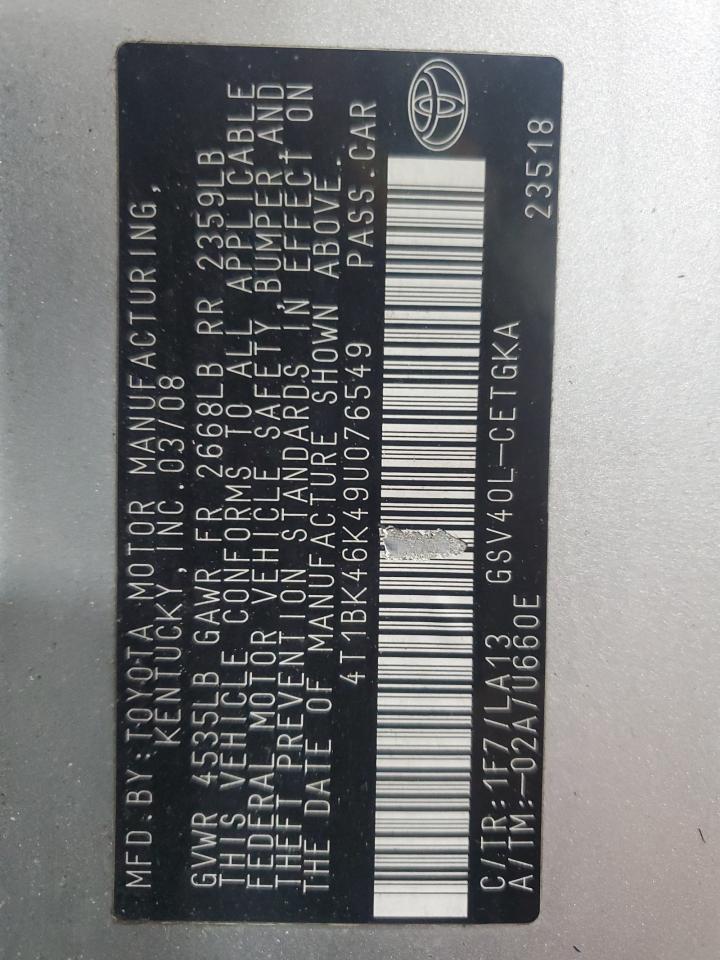 MFD.BY:TOYOTA MOTOR MANUFACTURING,
KENTUCKY,INC.03/08
GVWR 4535LB GAWR FR 2668LB RR 2359LB
THIS VEHICLE CONFORMS TO ALL APPLICABLE
FEDERAL MOTOR VEHICLE SAFETY,BUMPER AND
THEFT PREVENTION STANDARDS IN EFFECT ON
THE DATE OF MANUFACTURE SHOWN ABOVE.
4T1BK46K49U076549 PASS.CAR
C/TR:1F7/LA13 GSV40L-CETGKA
A/TM:-02A/U660E 23518